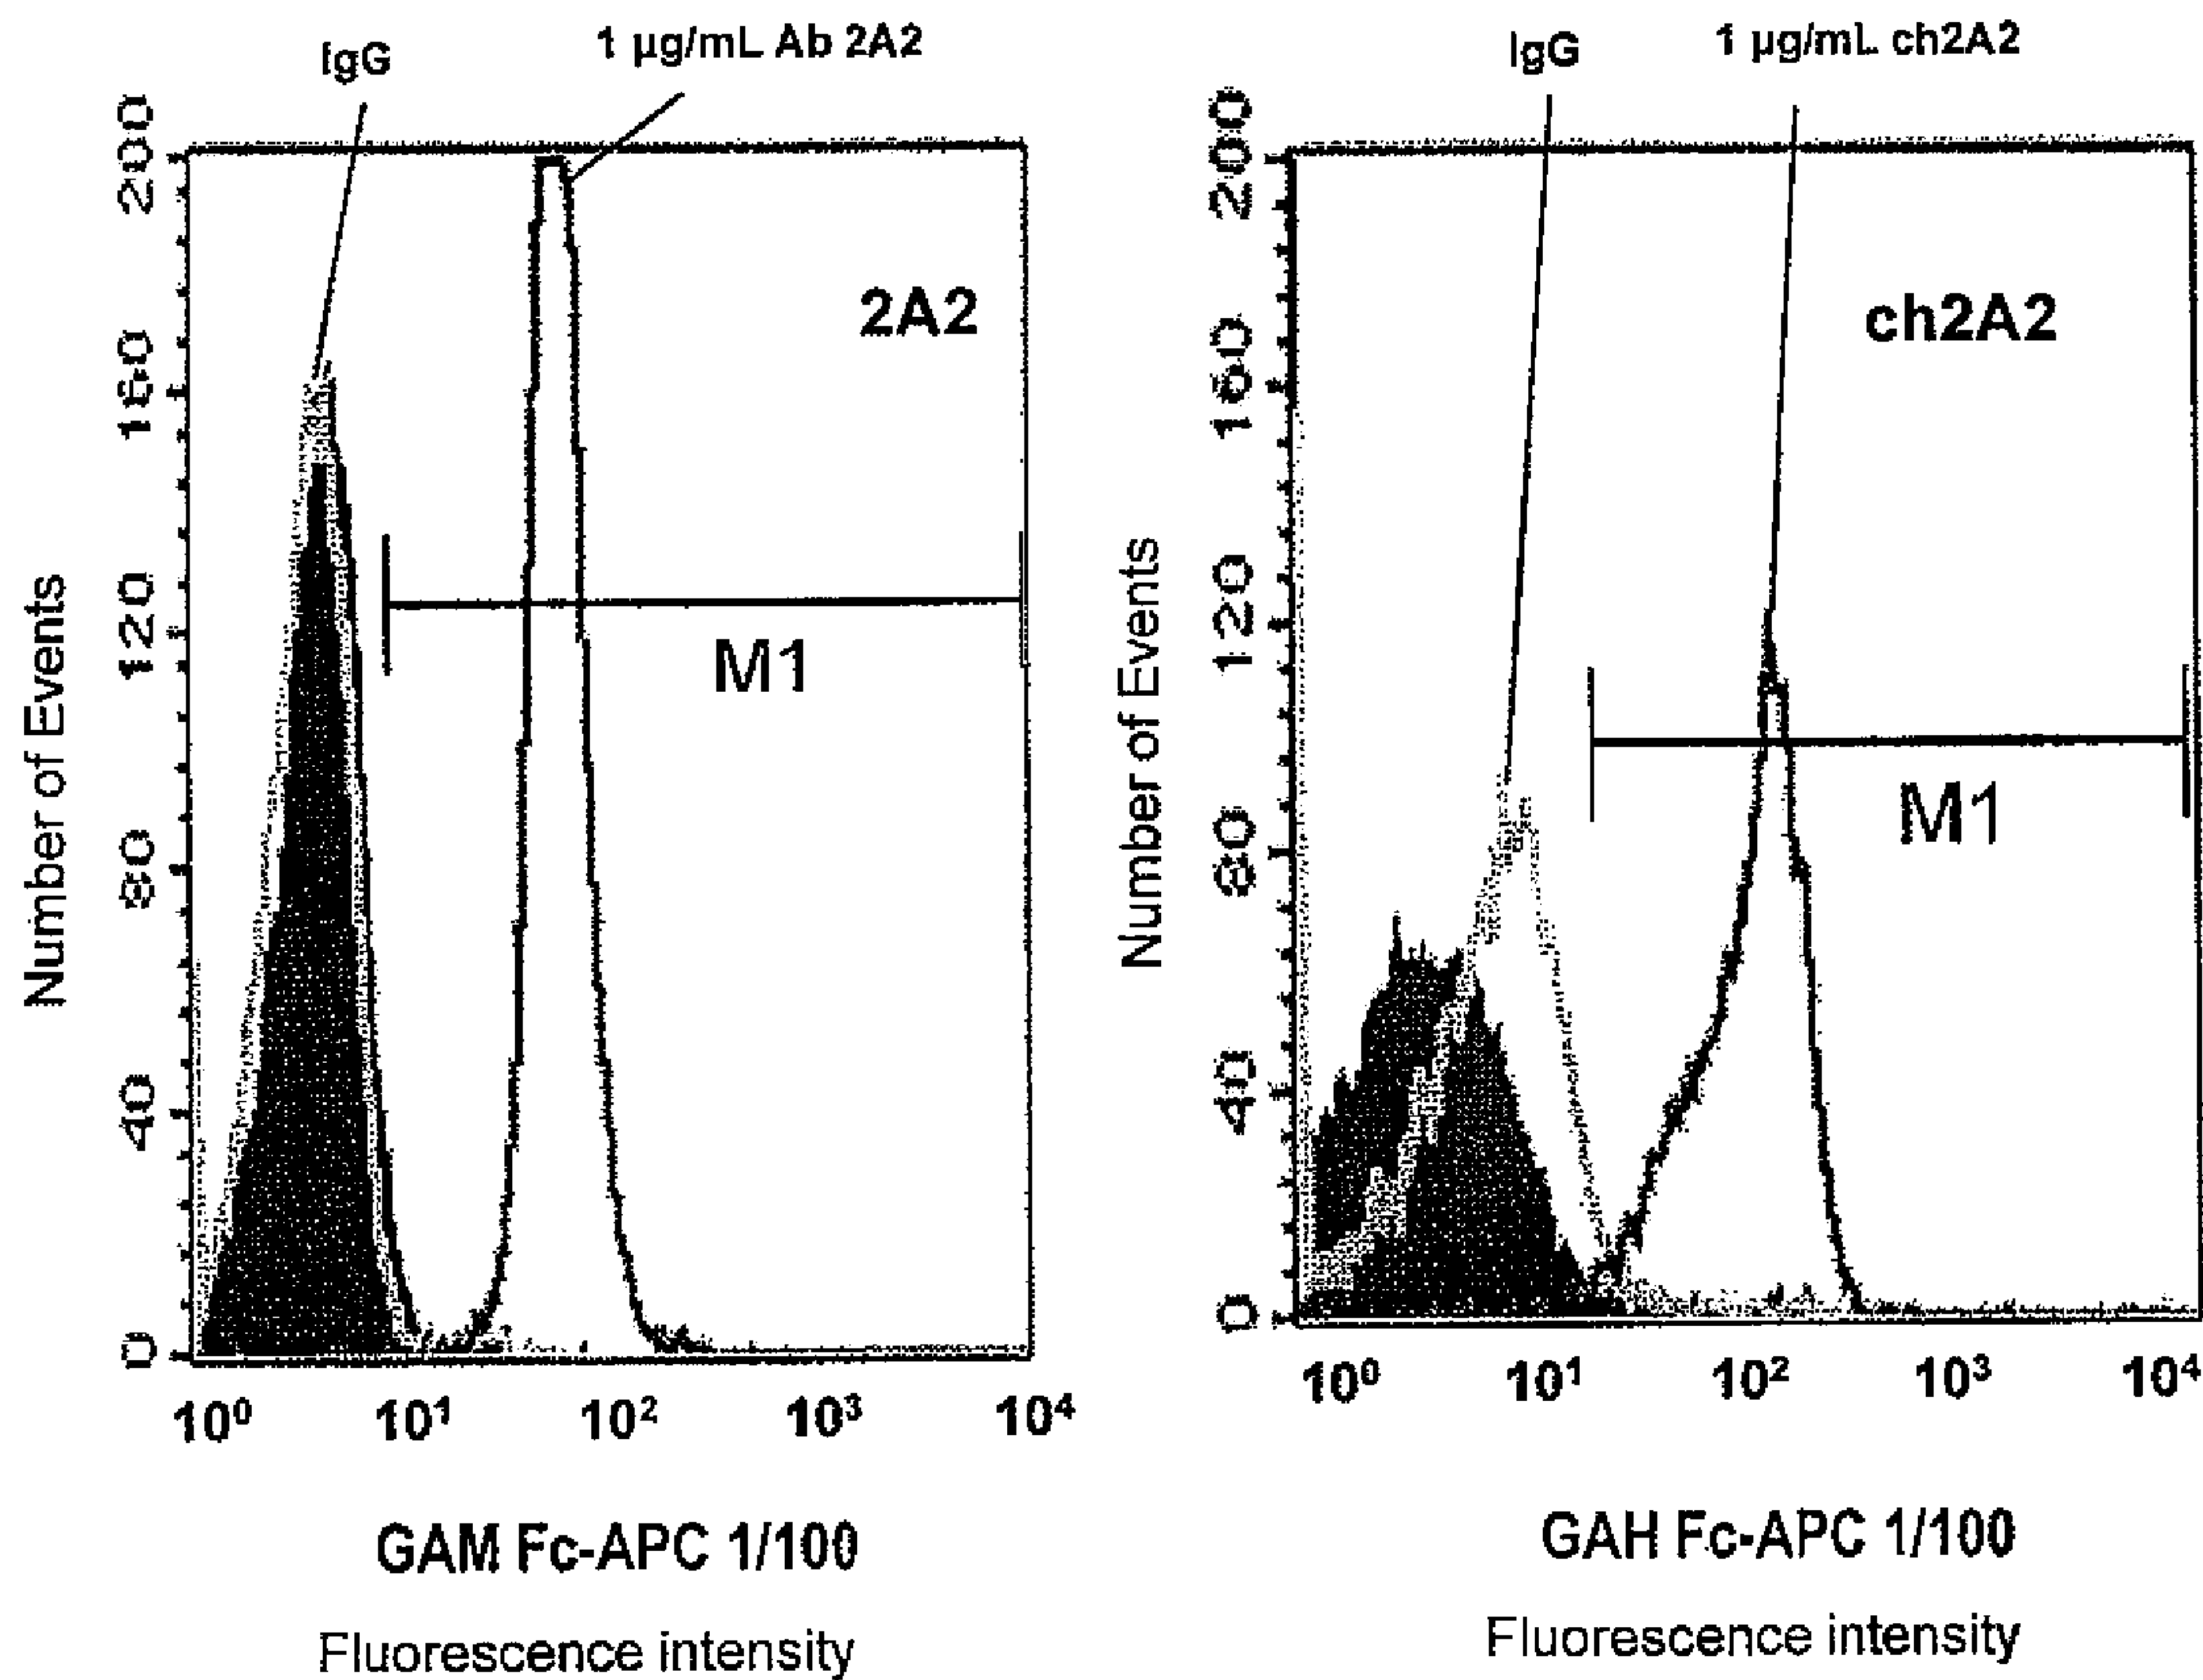 IgG
1 µg/mL Ab 2A2
2A2
M1
Number of Events
200
160
120
80
40
0
10⁰ 10¹ 10² 10³ 10⁴
GAM Fc-APC 1/100
Fluorescence intensity
IgG
1 µg/mL ch2A2
ch2A2
M1
Number of Events
200
160
120
80
40
0
10⁰ 10¹ 10² 10³ 10⁴
GAH Fc-APC 1/100
Fluorescence intensity